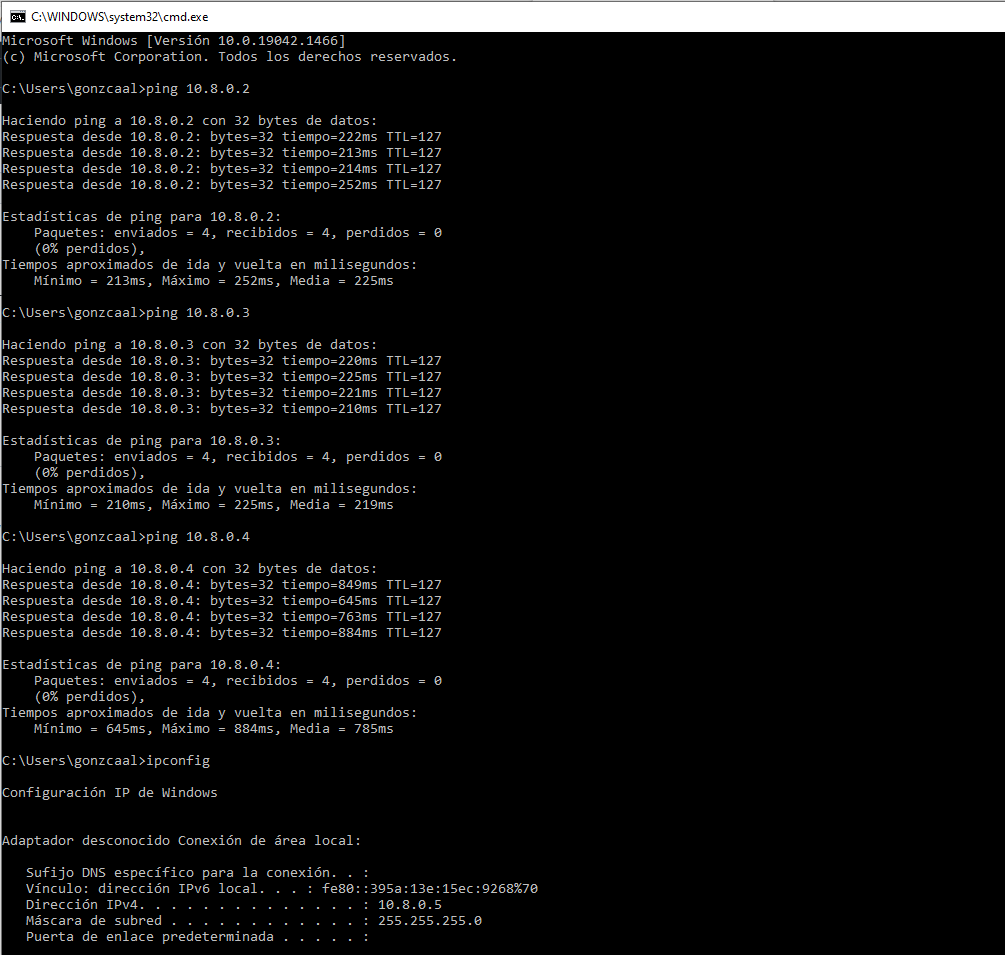 C:\WINDOWS\system32\cmd.exe
Microsoft Windows [Versión 10.0.19042.1466]
(c) Microsoft Corporation. Todos los derechos reservados.
C:\Users\gonzcaal>ping 10.8.0.2
Haciendo ping a 10.8.0.2 con 32 bytes de datos:
Respuesta desde 10.8.0.2: bytes=32 tiempo=222ms TTL=127
Respuesta desde 10.8.0.2: bytes=32 tiempo=213ms TTL=127
Respuesta desde 10.8.0.2: bytes=32 tiempo=214ms TTL=127
Respuesta desde 10.8.0.2: bytes=32 tiempo=252ms TTL=127
Estadísticas de ping para 10.8.0.2:
Paquetes: enviados = 4, recibidos = 4, perdidos = 0
(0% perdidos),
Tiempos aproximados de ida y vuelta en milisegundos:
Mínimo = 213ms, Máximo = 252ms, Media = 225ms
C:\Users\gonzcaal>ping 10.8.0.3
Haciendo ping a 10.8.0.3 con 32 bytes de datos:
Respuesta desde 10.8.0.3: bytes=32 tiempo=220ms TTL=127
Respuesta desde 10.8.0.3: bytes=32 tiempo=225ms TTL=127
Respuesta desde 10.8.0.3: bytes=32 tiempo=221ms TTL=127
Respuesta desde 10.8.0.3: bytes=32 tiempo=210ms TTL=127
Estadísticas de ping para 10.8.0.3:
Paquetes: enviados = 4, recibidos = 4, perdidos = 0
(0% perdidos),
Tiempos aproximados de ida y vuelta en milisegundos:
Mínimo = 210ms, Máximo = 225ms, Media = 219ms
C:\Users\gonzcaal>ping 10.8.0.4
Haciendo ping a 10.8.0.4 con 32 bytes de datos:
Respuesta desde 10.8.0.4: bytes=32 tiempo=849ms TTL=127
Respuesta desde 10.8.0.4: bytes=32 tiempo=645ms TTL=127
Respuesta desde 10.8.0.4: bytes=32 tiempo=763ms TTL=127
Respuesta desde 10.8.0.4: bytes=32 tiempo=884ms TTL=127
Estadísticas de ping para 10.8.0.4:
Paquetes: enviados = 4, recibidos = 4, perdidos = 0
(0% perdidos),
Tiempos aproximados de ida y vuelta en milisegundos:
Mínimo = 645ms, Máximo = 884ms, Media = 785ms
C:\Users\gonzcaal>ipconfig
Configuración IP de Windows
Adaptador desconocido Conexión de área local:
Sufijo DNS específico para la conexión. . :
Vínculo: dirección IPv6 local. . . : fe80::395a:13e:15ec:9268%70
Dirección IPv4. . . . . . . . . . . . . . : 10.8.0.5
Máscara de subred . . . . . . . . . . . . : 255.255.255.0
Puerta de enlace predeterminada . . . . . :